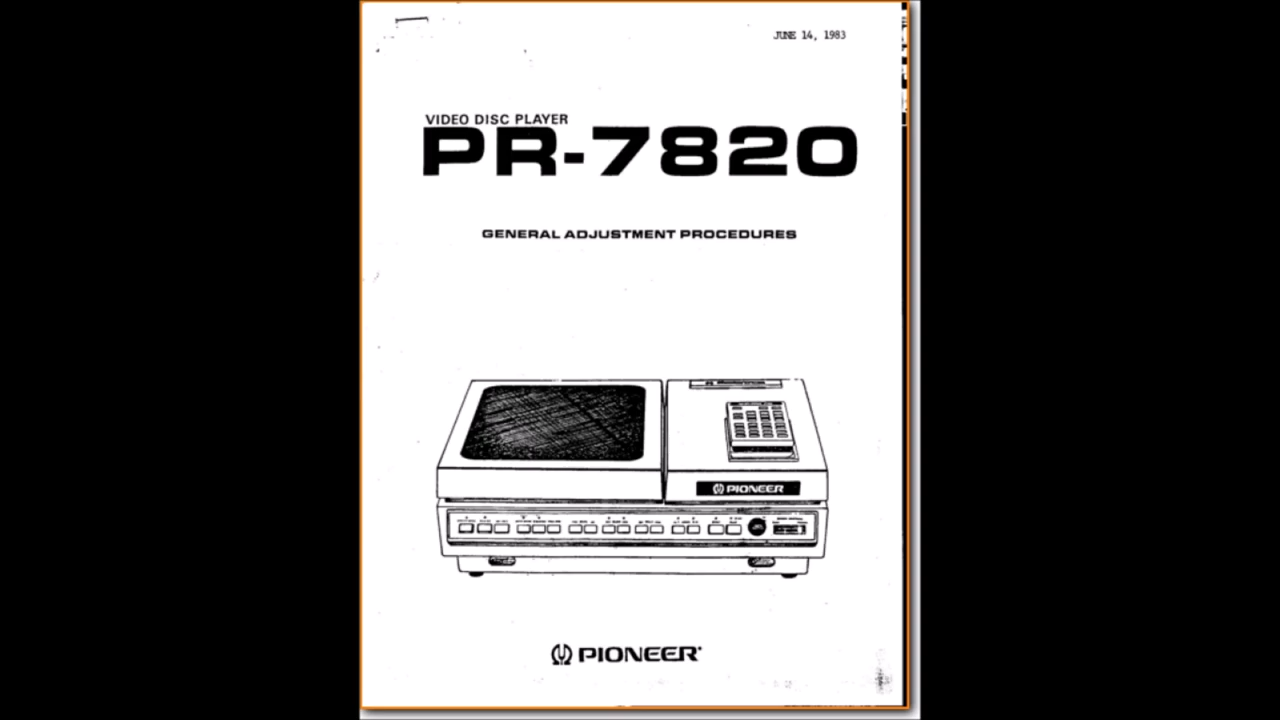 JUNE 14, 1983
VIDEO DISC PLAYER
PR-7820
GENERAL ADJUSTMENT PROCEDURES
PIONEER
PIONEER